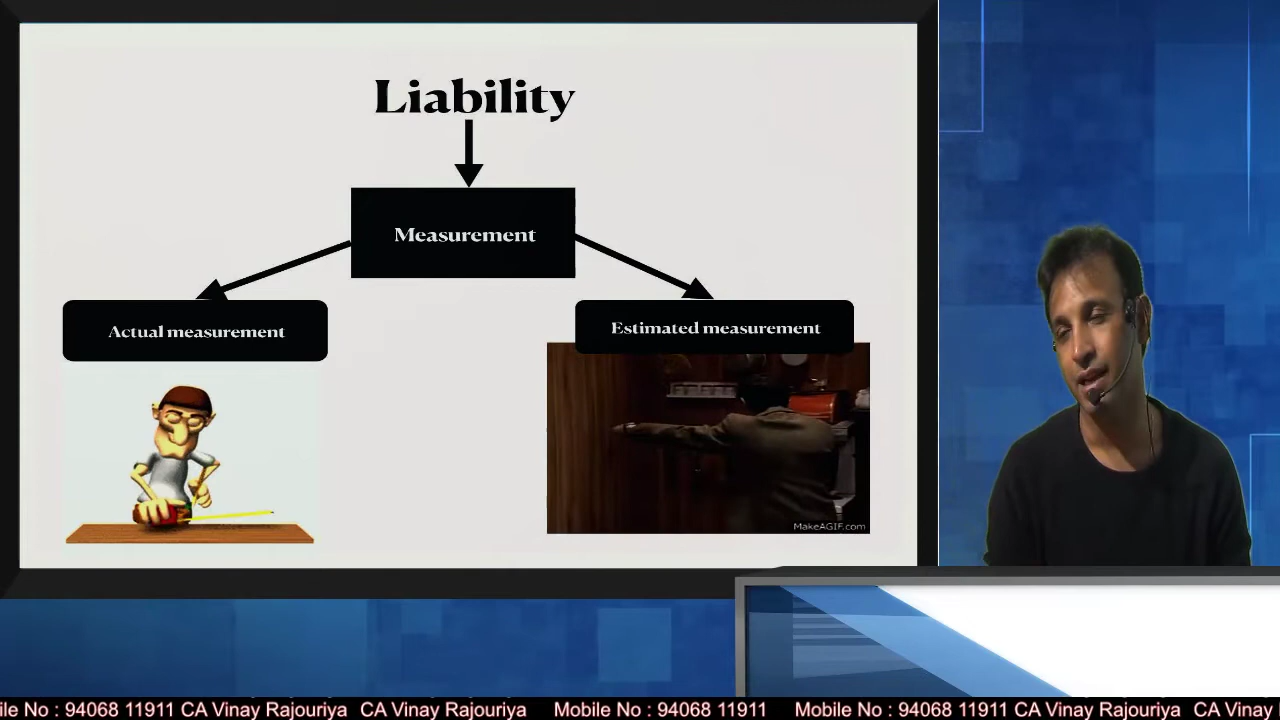 Liability
Measurement
Actual measurement
Estimated measurement
MakeAGIF.com
ile No : 94068 11911 CA Vinay Rajouriya CA Vinay Rajouriya Mobile No : 94068 11911 Mobile No : 94068 11911 CA Vinay Rajouriya CA Vinay